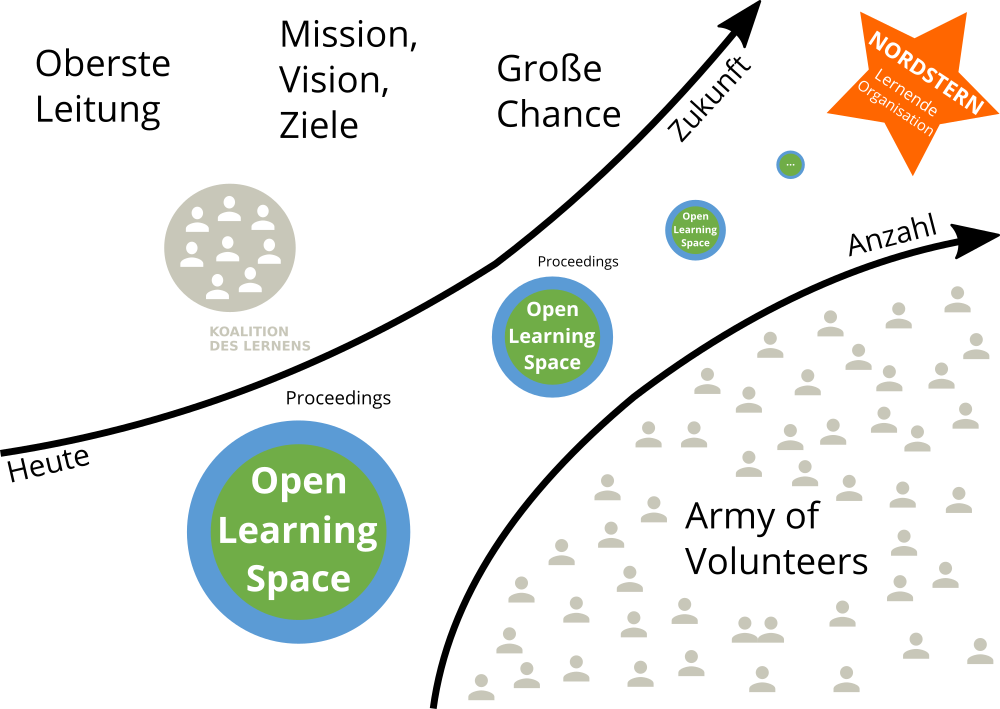 Oberste
Leitung
Mission,
Vision,
Ziele
Große
Chance
Zukunft
NORDSTERN
Lernende
Organisation
...
Open
Learning
Space
Anzahl
Proceedings
Open
Learning
Space
KOALITION
DES LERNENS
Proceedings
Heute
Open
Learning
Space
Army of
Volunteers